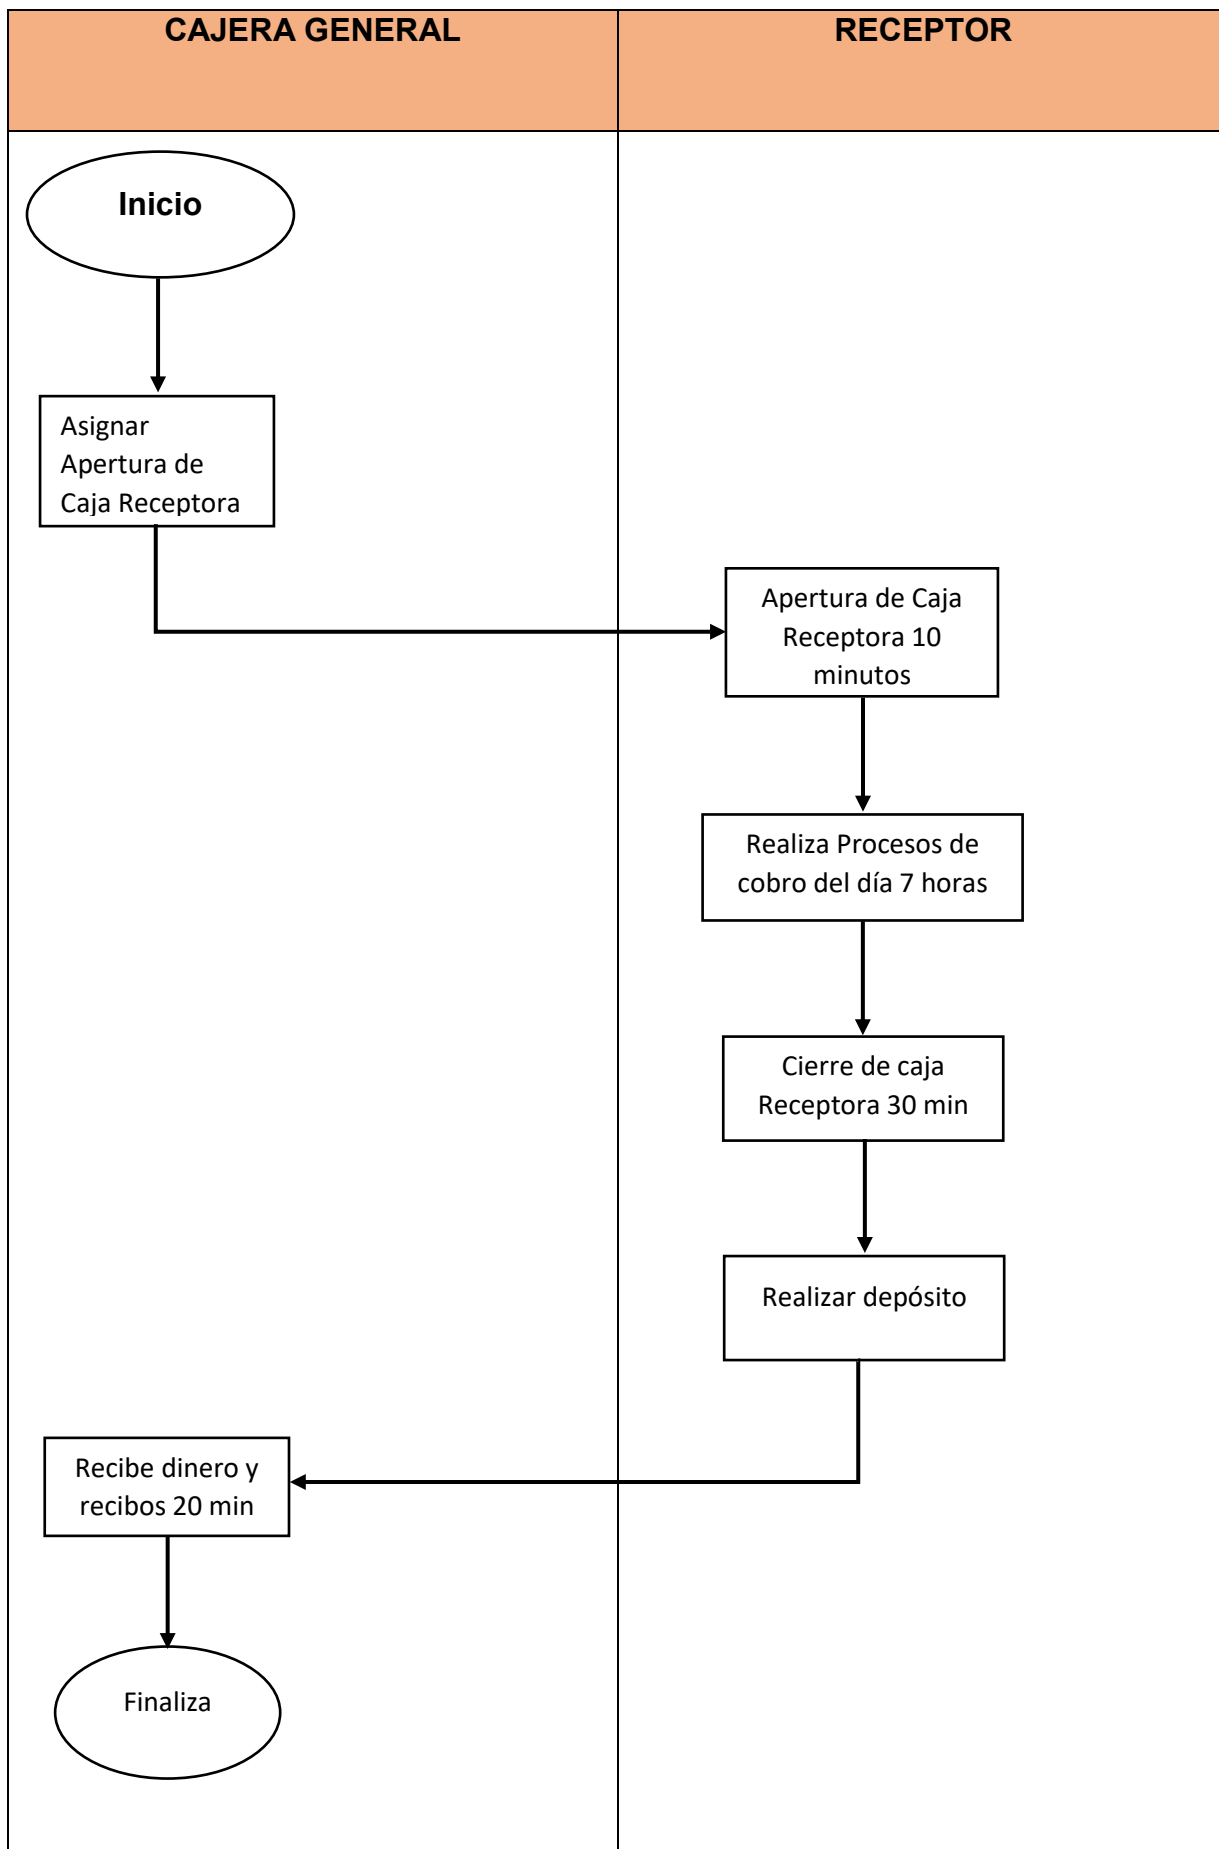 CAJERA GENERAL
RECEPTOR
Inicio
Asignar
Apertura de
Caja Receptora
Apertura de Caja
Receptora 10
minutos
Realiza Procesos de
cobro del día 7 horas
Cierre de caja
Receptora 30 min
Realizar depósito
Recibe dinero y
recibos 20 min
Finaliza